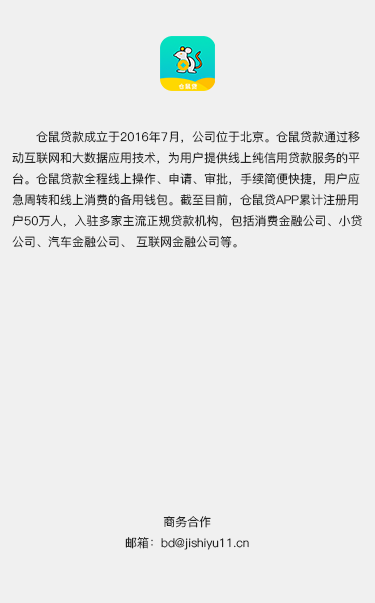 仓鼠贷
仓鼠贷款成立于2016年7月，公司位于北京。仓鼠贷款通过移
动互联网和大数据应用技术，为用户提供线上纯信用贷款服务的平
台。仓鼠贷款全程线上操作、申请、审批，手续简便快捷，用户应
急周转和线上消费的备用钱包。截至目前，仓鼠贷APP累计注册用
户50万人，入驻多家主流正规贷款机构，包括消费金融公司、小贷
公司、汽车金融公司、 互联网金融公司等。
商务合作
邮箱：bd@jishiyu11.cn